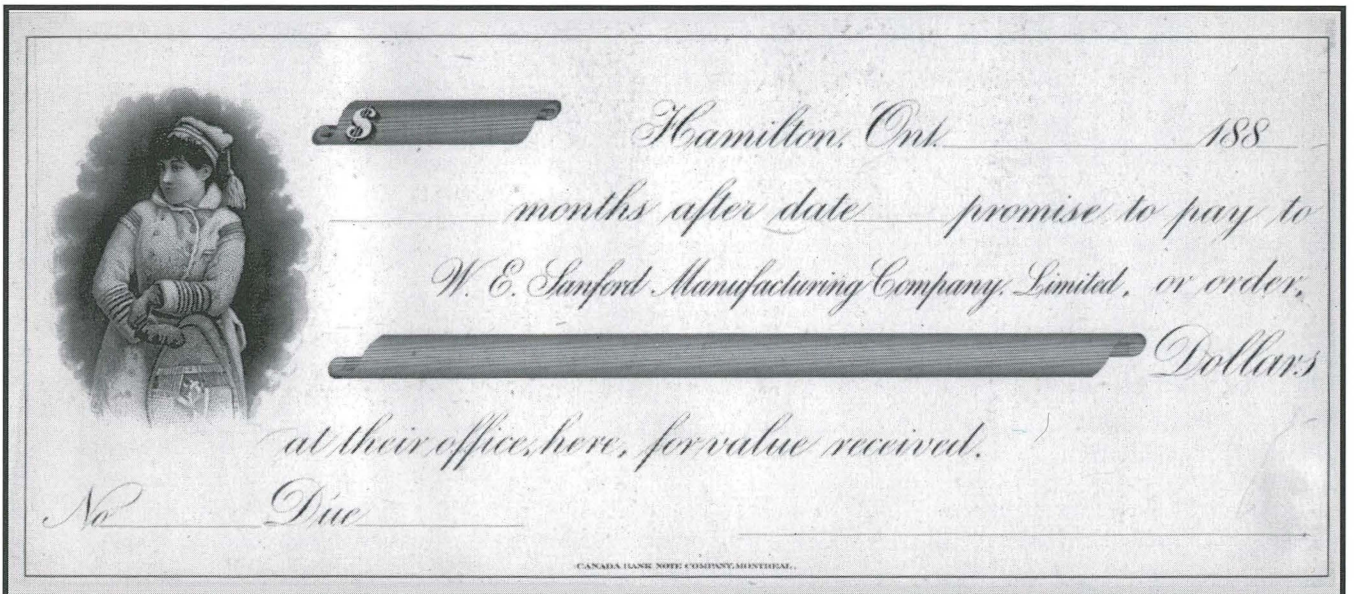 $ Hamilton, Ont. 188
months after date promise to pay to
W. E. Sanford Manufacturing Company, Limited, or order,
Dollars
at their office, here, for value received.
No Due
CANADA BANK NOTE COMPANY, MONTREAL.